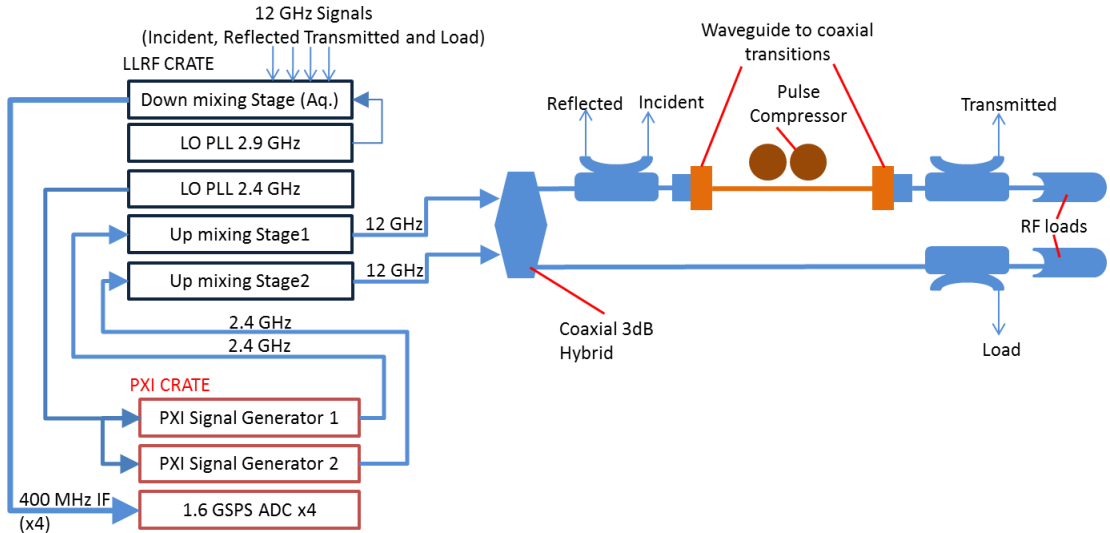 12 GHz Signals
(Incident, Reflected Transmitted and Load)
LLRF CRATE
Down mixing Stage (Aq.)
LO PLL 2.9 GHz
LO PLL 2.4 GHz
Up mixing Stage1
12 GHz
Up mixing Stage2
12 GHz
2.4 GHz
2.4 GHz
PXI CRATE
PXI Signal Generator 1
PXI Signal Generator 2
400 MHz IF
(x4)
1.6 GSPS ADC x4
Waveguide to coaxial
transitions
Reflected
Incident
Pulse
Compressor
Transmitted
RF loads
Coaxial 3dB
Hybrid
Load